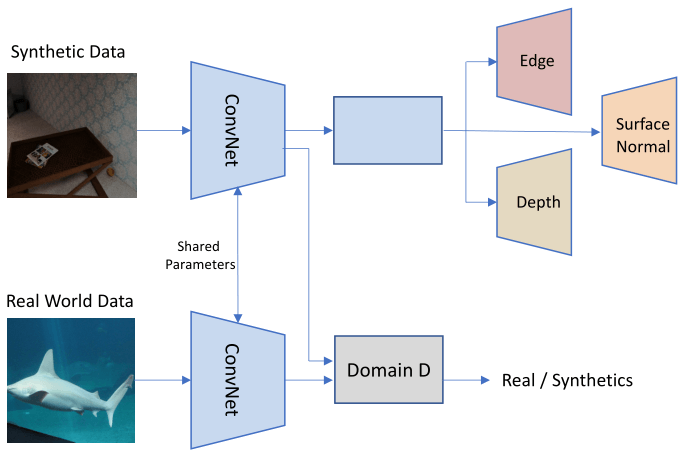 Synthetic Data
ConvNet
Edge
Surface
Normal
Depth
Shared
Parameters
Real World Data
ConvNet
Domain D
Real / Synthetics